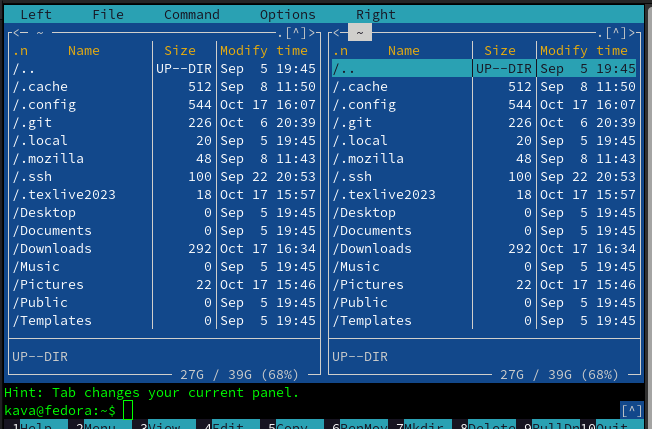 Left File Command Options Right
<─ ~ ─.[^]> <─ ~ ─.[^]>
.n Name Size Modify time .n Name Size Modify time
/.. UP--DIR Sep 5 19:45 /.. UP--DIR Sep 5 19:45
/.cache 512 Sep 8 11:50 /.cache 512 Sep 8 11:50
/.config 544 Oct 17 16:07 /.config 544 Oct 17 16:07
/.git 226 Oct 6 20:39 /.git 226 Oct 6 20:39
/.local 20 Sep 5 19:45 /.local 20 Sep 5 19:45
/.mozilla 48 Sep 8 11:43 /.mozilla 48 Sep 8 11:43
/.ssh 100 Sep 22 20:53 /.ssh 100 Sep 22 20:53
/.texlive2023 18 Oct 17 15:57 /.texlive2023 18 Oct 17 15:57
/Desktop 0 Sep 5 19:45 /Desktop 0 Sep 5 19:45
/Documents 0 Sep 5 19:45 /Documents 0 Sep 5 19:45
/Downloads 292 Oct 17 16:34 /Downloads 292 Oct 17 16:34
/Music 0 Sep 5 19:45 /Music 0 Sep 5 19:45
/Pictures 22 Oct 17 15:46 /Pictures 22 Oct 17 15:46
/Public 0 Sep 5 19:45 /Public 0 Sep 5 19:45
/Templates 0 Sep 5 19:45 /Templates 0 Sep 5 19:45
UP--DIR UP--DIR
27G / 39G (68%) 27G / 39G (68%)
Hint: Tab changes your current panel.
kava@fedora:~$ [^]
1Help 2Menu 3View 4Edit 5Copy 6RenMov 7Mkdir 8Delete 9PullDn 10Quit